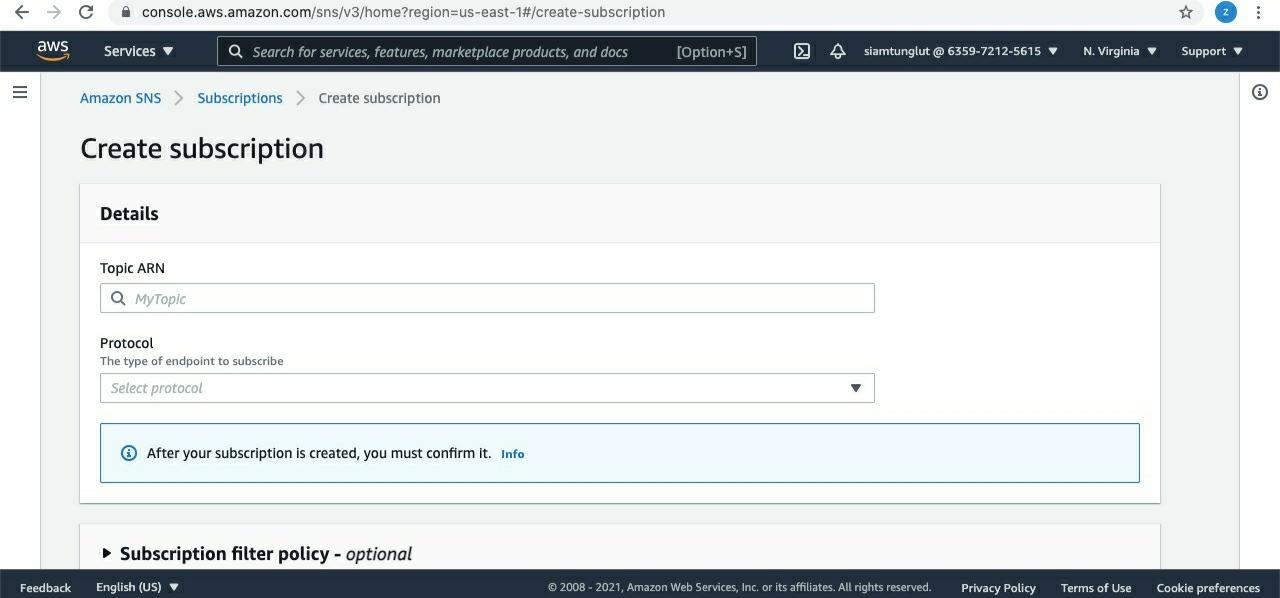 console.aws.amazon.com/sns/v3/home?region=us-east-1#/create-subscription
Z
aws Services Search for services, features, marketplace products, and docs [Option+S] siamtunglut @ 6359-7212-5615 N. Virginia Support
Amazon SNS Subscriptions Create subscription
Create subscription
Details
Topic ARN
MyTopic
Protocol
The type of endpoint to subscribe
Select protocol
After your subscription is created, you must confirm it. Info
Subscription filter policy - optional
Feedback English (US) © 2008 - 2021, Amazon Web Services, Inc. or its affiliates. All rights reserved. Privacy Policy Terms of Use Cookie preferences